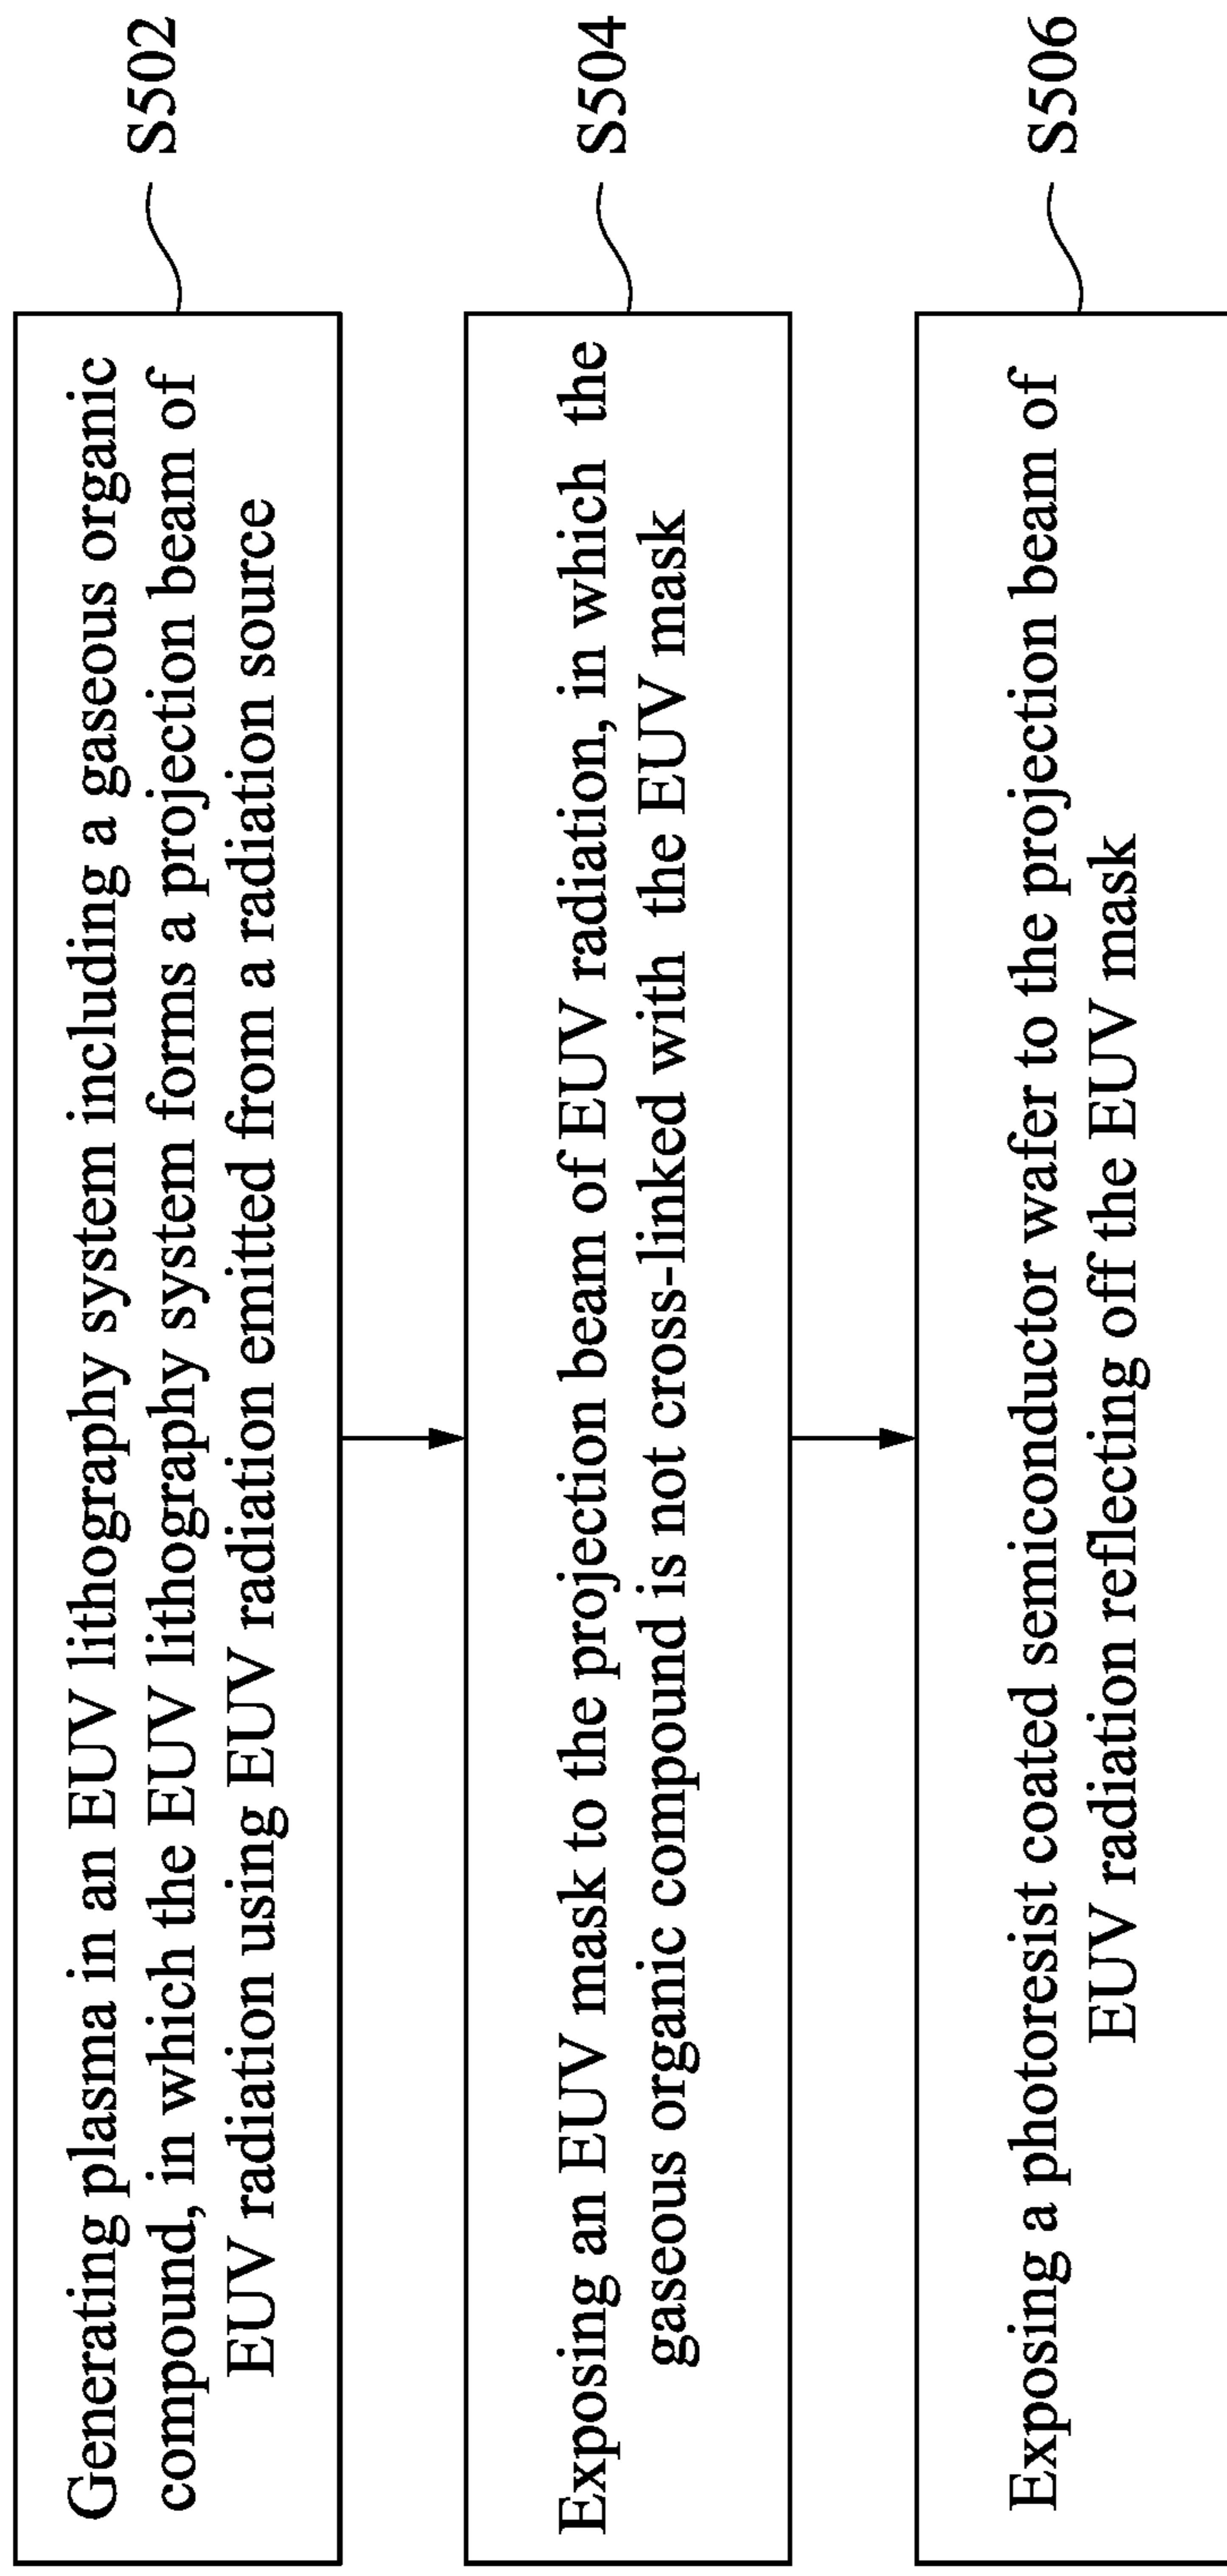 Generating plasma in an EUV lithography system including a gaseous organic
compound, in which the EUV lithography system forms a projection beam of
EUV radiation using EUV radiation emitted from a radiation source
S502
Exposing an EUV mask to the projection beam of EUV radiation, in which the
gaseous organic compound is not cross-linked with the EUV mask
S504
Exposing a photoresist coated semiconductor wafer to the projection beam of
EUV radiation reflecting off the EUV mask
S506